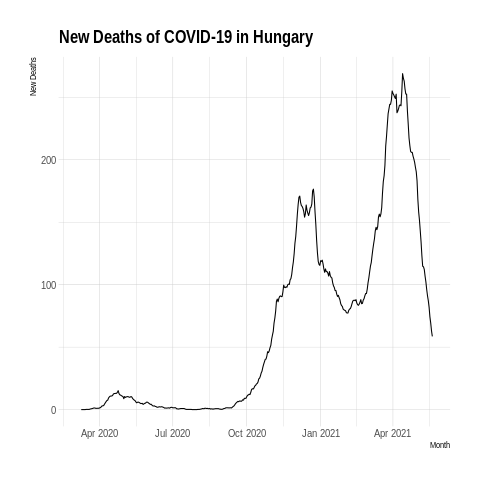 New Deaths of COVID-19 in Hungary
New Deaths
200
100
0
Apr 2020 Jul 2020 Oct 2020 Jan 2021 Apr 2021
Month